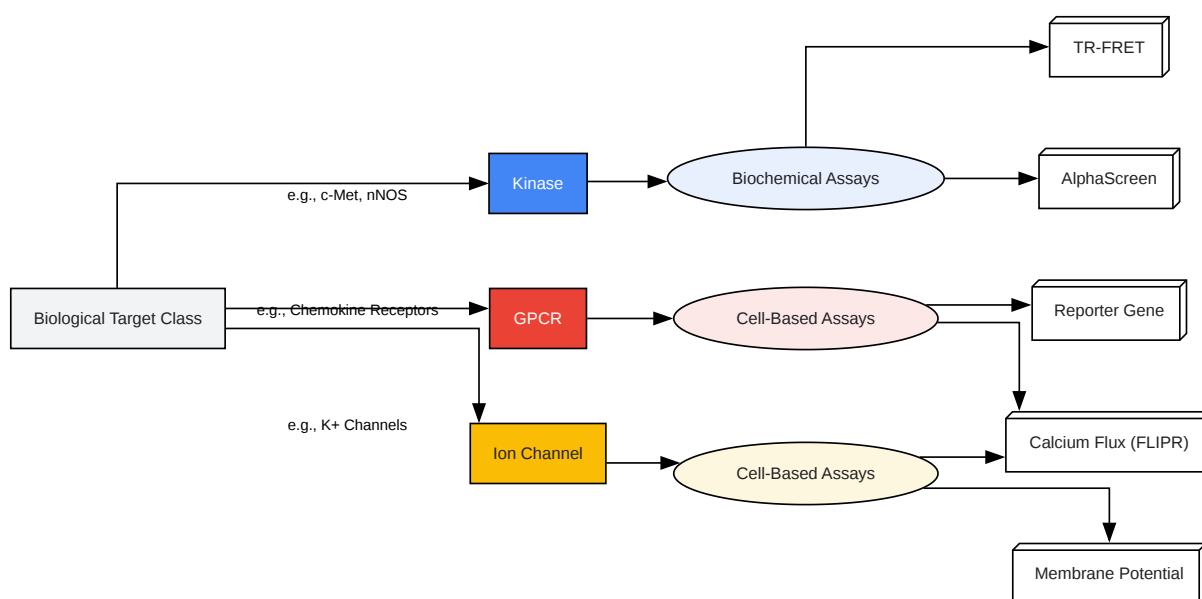 TR-FRET
Kinase
Biochemical Assays
AlphaScreen
e.g., c-Met, nNOS
Biological Target Class
e.g., Chemokine Receptors
GPCR
Cell-Based Assays
Reporter Gene
e.g., K+ Channels
Ion Channel
Cell-Based Assays
Calcium Flux (FLIPR)
Membrane Potential